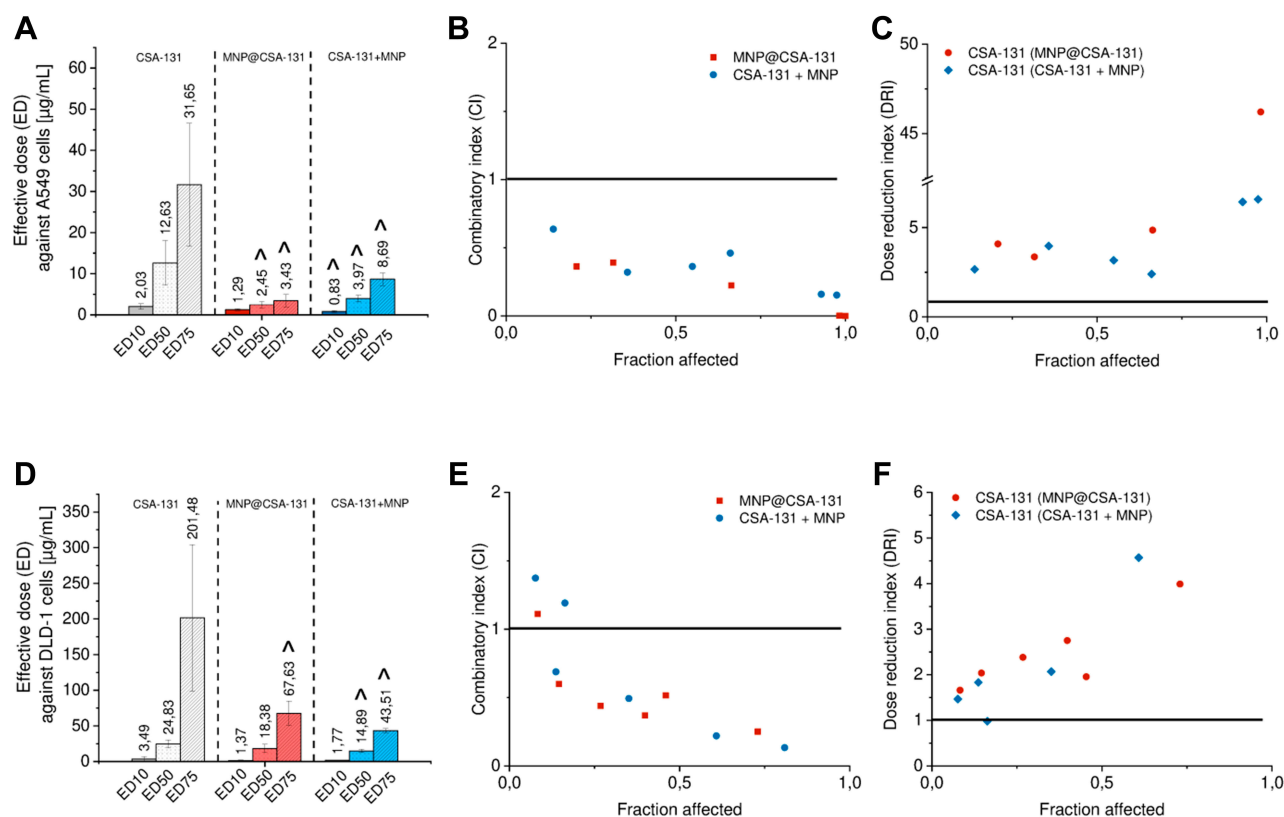 A
Effective dose (ED)
against A549 cells [µg/mL]
60
50
40
30
20
10
0
CSA-131
MNP@CSA-131
CSA-131+MNP
2,03
12,63
31,65
1,29
2,45
^
3,43
^
0,83
^
3,97
^
8,69
^
ED10
ED50
ED75
ED10
ED50
ED75
ED10
ED50
ED75
B
Combinatory index (CI)
2
1
0
MNP@CSA-131
CSA-131 + MNP
0,0
0,5
1,0
Fraction affected
C
Dose reduction index (DRI)
50
45
5
0
CSA-131 (MNP@CSA-131)
CSA-131 (CSA-131 + MNP)
0,0
0,5
1,0
Fraction affected
D
Effective dose (ED)
against DLD-1 cells [µg/mL]
350
300
250
200
150
100
50
0
CSA-131
MNP@CSA-131
CSA-131+MNP
3,49
24,83
201,48
1,37
18,38
67,63
^
1,77
14,89
^
43,51
^
ED10
ED50
ED75
ED10
ED50
ED75
ED10
ED50
ED75
E
Combinatory index (CI)
2
1
0
MNP@CSA-131
CSA-131 + MNP
0,0
0,5
1,0
Fraction affected
F
Dose reduction index (DRI)
6
5
4
3
2
1
0
CSA-131 (MNP@CSA-131)
CSA-131 (CSA-131 + MNP)
0,0
0,5
1,0
Fraction affected